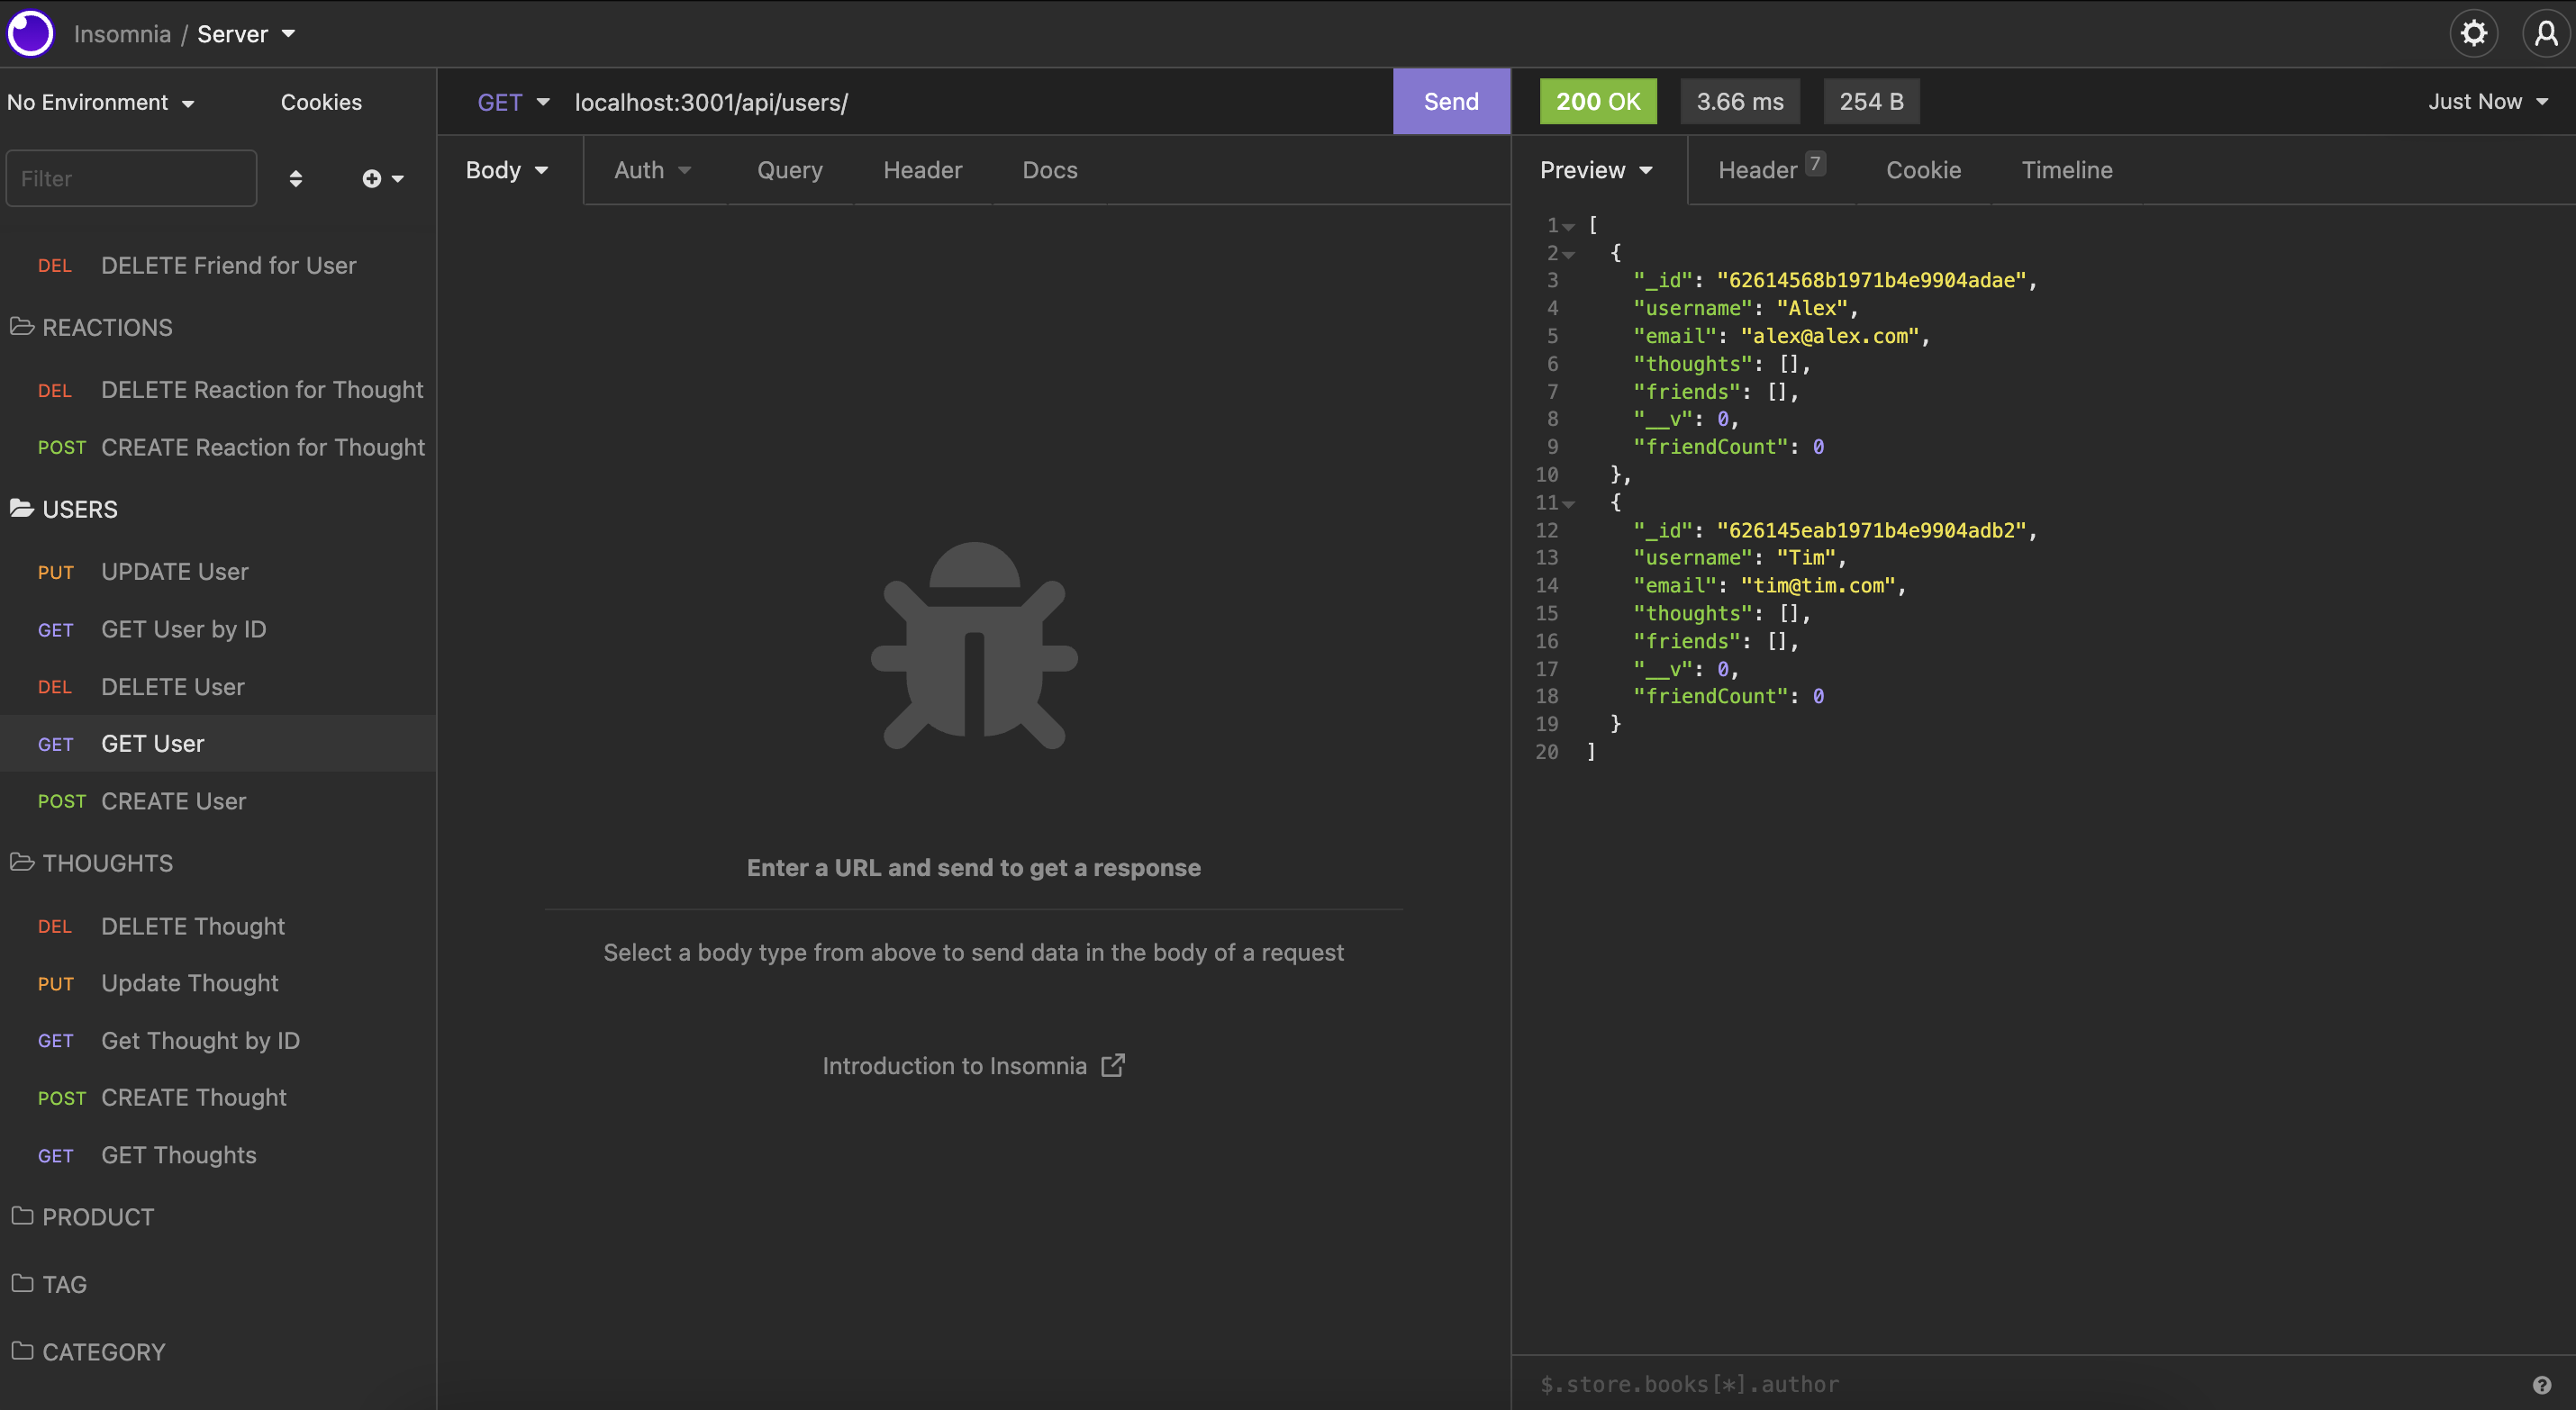 Insomnia / Server
No Environment
Cookies
Filter
DEL DELETE Friend for User
REACTIONS
DEL DELETE Reaction for Thought
POST CREATE Reaction for Thought
USERS
PUT UPDATE User
GET GET User by ID
DEL DELETE User
GET GET User
POST CREATE User
THOUGHTS
DEL DELETE Thought
PUT Update Thought
GET Get Thought by ID
POST CREATE Thought
GET GET Thoughts
PRODUCT
TAG
CATEGORY
GET localhost:3001/api/users/ Send
Body Auth Query Header Docs
Enter a URL and send to get a response
Select a body type from above to send data in the body of a request
Introduction to Insomnia
200 OK 3.66 ms 254 B Just Now
Preview Header 7 Cookie Timeline
1 [
2 {
3 "_id": "62614568b1971b4e9904adae",
4 "username": "Alex",
5 "email": "alex@alex.com",
6 "thoughts": [],
7 "friends": [],
8 "__v": 0,
9 "friendCount": 0
10 },
11 {
12 "_id": "626145eab1971b4e9904adb2",
13 "username": "Tim",
14 "email": "tim@tim.com",
15 "thoughts": [],
16 "friends": [],
17 "__v": 0,
18 "friendCount": 0
19 }
20 ]
$.store.books[*].author
?